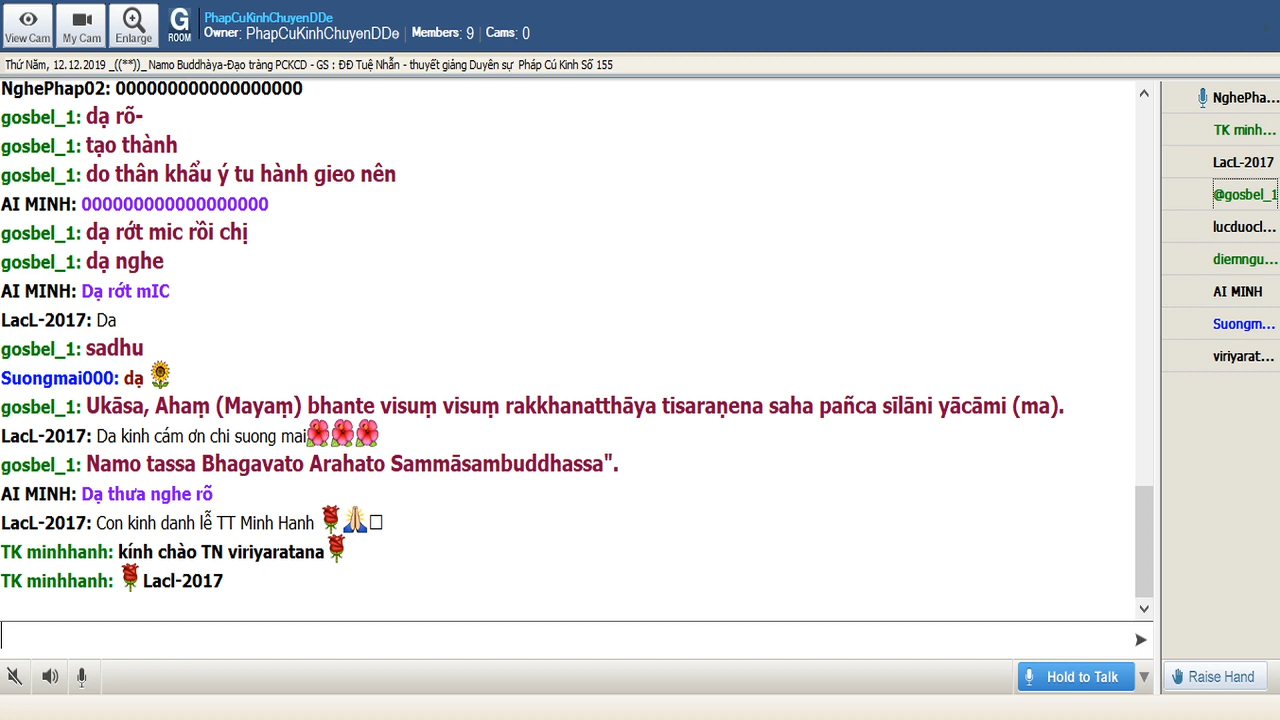 View Cam
My Cam
Enlarge
G
ROOM
PhapCuKinhChuyenDDe
Owner: PhapCuKinhChuyenDDe | Members: 9 | Cams: 0
Thứ Năm, 12.12.2019 _((**))_ Namo Buddhàya-Đạo tràng PCKCD - GS : ĐĐ Tuệ Nhẫn - thuyết giảng Duyên sự Pháp Cú Kinh Số 155
NghePhap02: 000000000000000000
gosbel_1: dạ rõ-
gosbel_1: tạo thành
gosbel_1: do thân khẩu ý tu hành gieo nên
AI MINH: 000000000000000000
gosbel_1: dạ rớt mic rồi chị
gosbel_1: dạ nghe
AI MINH: Dạ rớt mIC
LacL-2017: Da
gosbel_1: sadhu
Suongmai000: dạ
gosbel_1: Ukāsa, Ahaṃ (Mayaṃ) bhante visuṃ visuṃ rakkhanatthāya tisaraṇena saha pañca sīlāni yācāmi (ma).
LacL-2017: Da kinh cám ơn chi suong mai
gosbel_1: Namo tassa Bhagavato Arahato Sammāsambuddhassa".
AI MINH: Dạ thưa nghe rõ
LacL-2017: Con kinh danh lễ TT Minh Hanh
TK minhhanh: kính chào TN viriyaratana
TK minhhanh: Lacl-2017
NghePha...
TK minh...
LacL-2017
@gosbel_1
lucduocl...
diemngu...
AI MINH
Suongm...
viriyarat...
Hold to Talk
Raise Hand